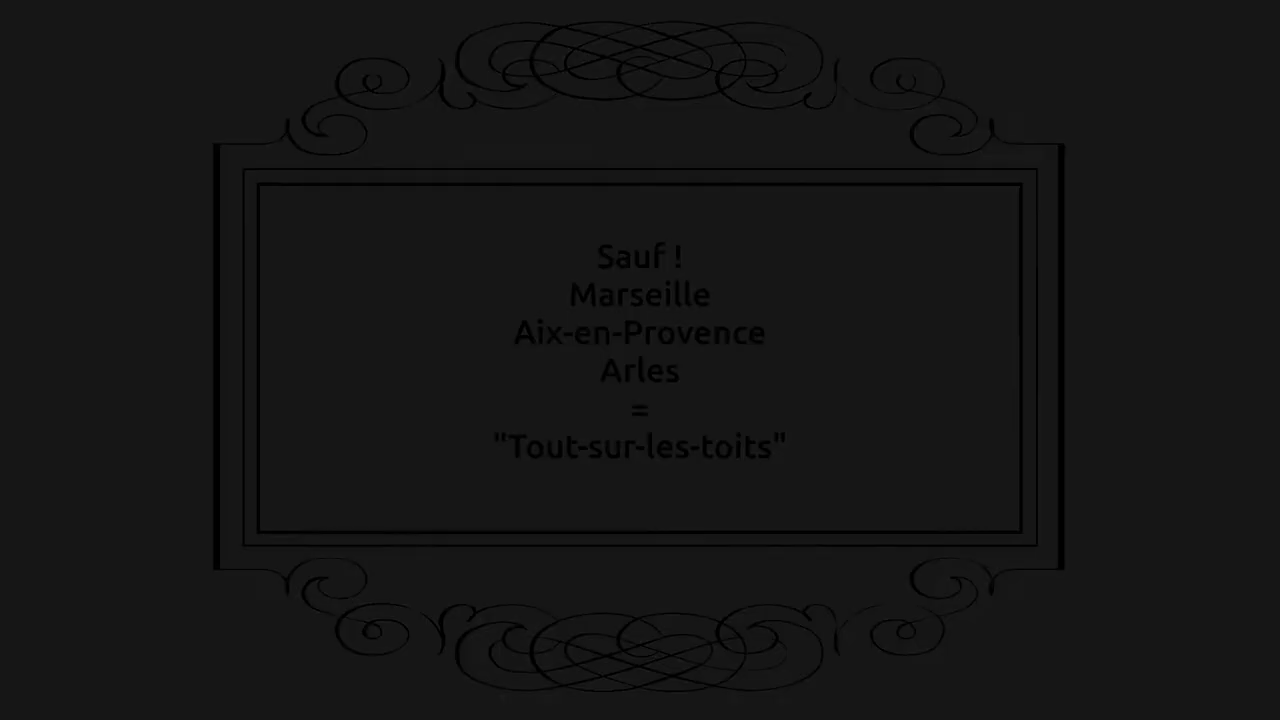 Sauf !
Marseille
Aix-en-Provence
Arles
=
"Tout-sur-les-toits"